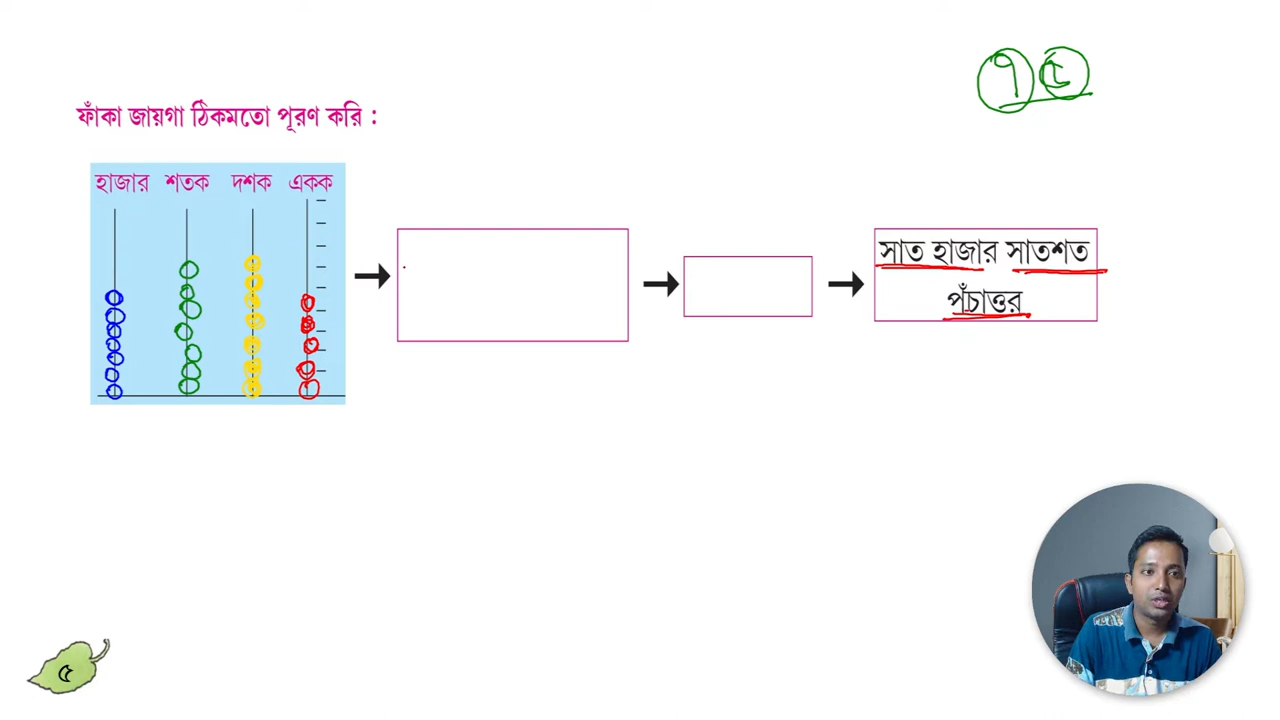 ৭৫
ফাঁকা জায়গা ঠিকমতো পূরণ করি :
হাজার শতক দশক একক
সাত হাজার সাতশত
পঁচাত্তর
৫